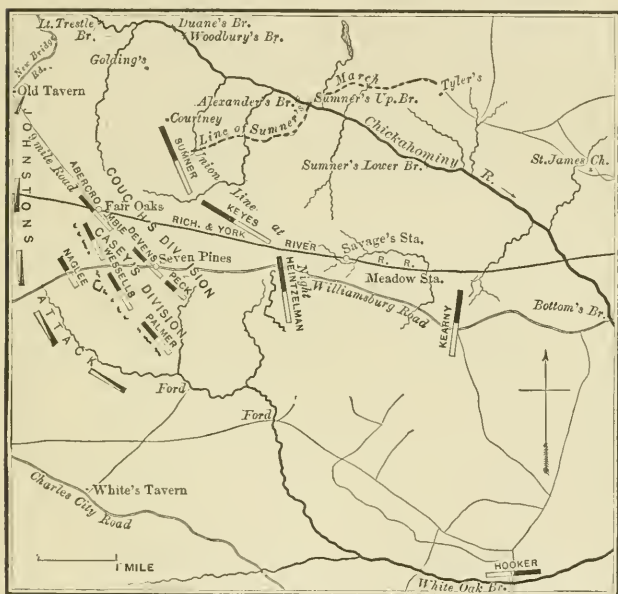 Lt. Trestle
Br.
Duane's Br.
Woodbury's Br.
New Bridge
Rd.
Golding's
Old Tavern
March
Tyler's
Alexander's Br.
Sumner's Up. Br.
Line of Sumner's
Courtney
SUMNER
Chickahominy
R.
St. James Ch.
Sumner's Lower Br.
JOHNSTONS
9 mile Road
ABERCROMBIE
COUCH'S DIVISION
Union
Line at
Night
KEYES
Fair Oaks
RICH. & YORK
RIVER
R. R.
DEVENS
CASEY'S DIVISION
NAGLEE
WESSELLS
Seven Pines
PECK
PALMER
Savage's Sta.
Meadow Sta.
HEINTZELMAN
Williamsburg Road
KEARNY
Bottom's Br.
ATTACK
Ford
Ford
White's Tavern
Charles City
Road
1 MILE
HOOKER
White Oak Br.